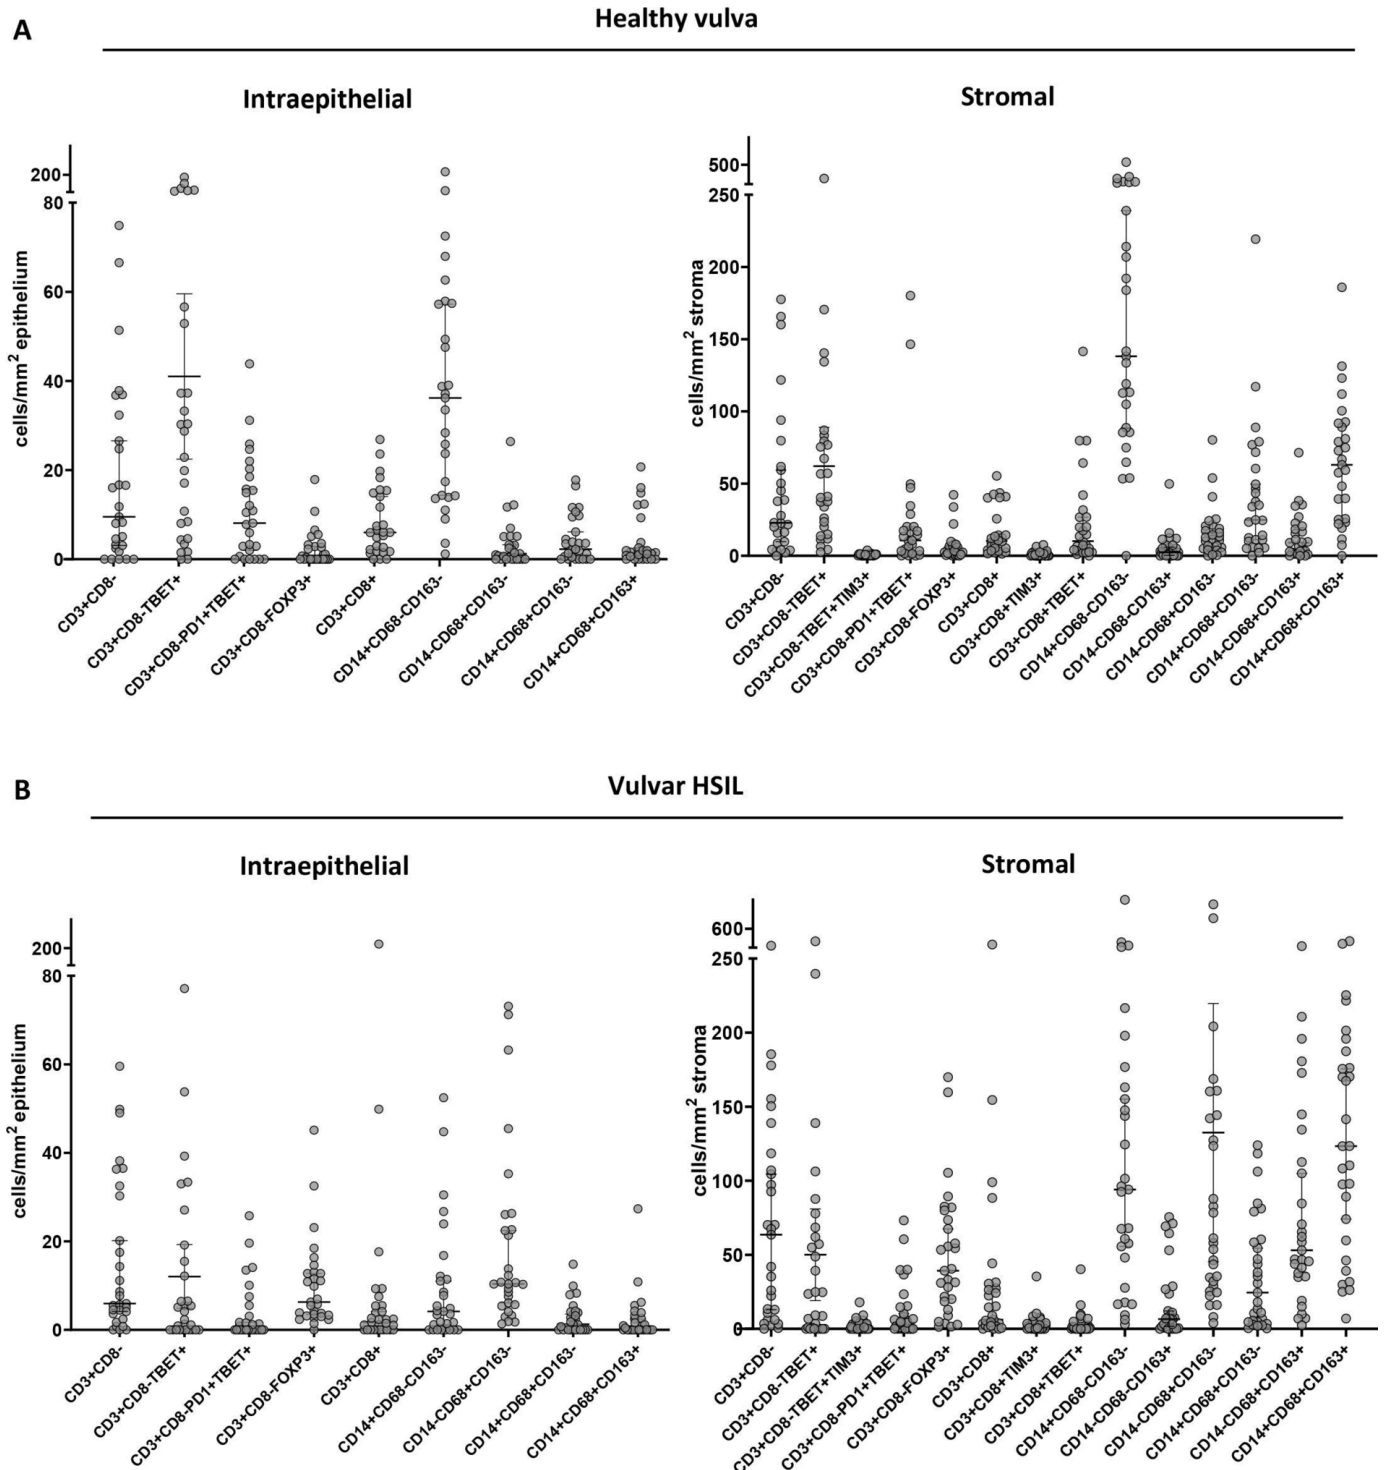 A
Healthy vulva
Intraepithelial
Stromal
200
80
60
40
20
0
cells/mm² epithelium
CD3+CD8-
CD3+CD8-TBET+
CD3+CD8-PD1+TBET+
CD3+CD8-FOXP3+
CD3+CD8+
CD14+CD68-CD163-
CD14-CD68+CD163-
CD14+CD68+CD163-
CD14+CD68+CD163+
500
250
200
150
100
50
0
cells/mm² stroma
CD3+CD8-
CD3+CD8-TBET+
CD3+CD8-TBET+TIM3+
CD3+CD8-PD1+TBET+
CD3+CD8-FOXP3+
CD3+CD8+
CD3+CD8+TIM3+
CD3+CD8+TBET+
CD14+CD68-CD163-
CD14-CD68-CD163+
CD14-CD68+CD163-
CD14+CD68+CD163-
CD14-CD68+CD163+
CD14+CD68+CD163+
B
Vulvar HSIL
Intraepithelial
Stromal
200
80
60
40
20
0
cells/mm² epithelium
CD3+CD8-
CD3+CD8-TBET+
CD3+CD8-PD1+TBET+
CD3+CD8-FOXP3+
CD3+CD8+
CD14+CD68-CD163-
CD14-CD68+CD163-
CD14+CD68+CD163-
CD14+CD68+CD163+
600
250
200
150
100
50
0
cells/mm² stroma
CD3+CD8-
CD3+CD8-TBET+
CD3+CD8-TBET+TIM3+
CD3+CD8-PD1+TBET+
CD3+CD8-FOXP3+
CD3+CD8+
CD3+CD8+TIM3+
CD3+CD8+TBET+
CD14+CD68-CD163-
CD14-CD68-CD163+
CD14-CD68+CD163-
CD14+CD68+CD163-
CD14-CD68+CD163+
CD14+CD68+CD163+